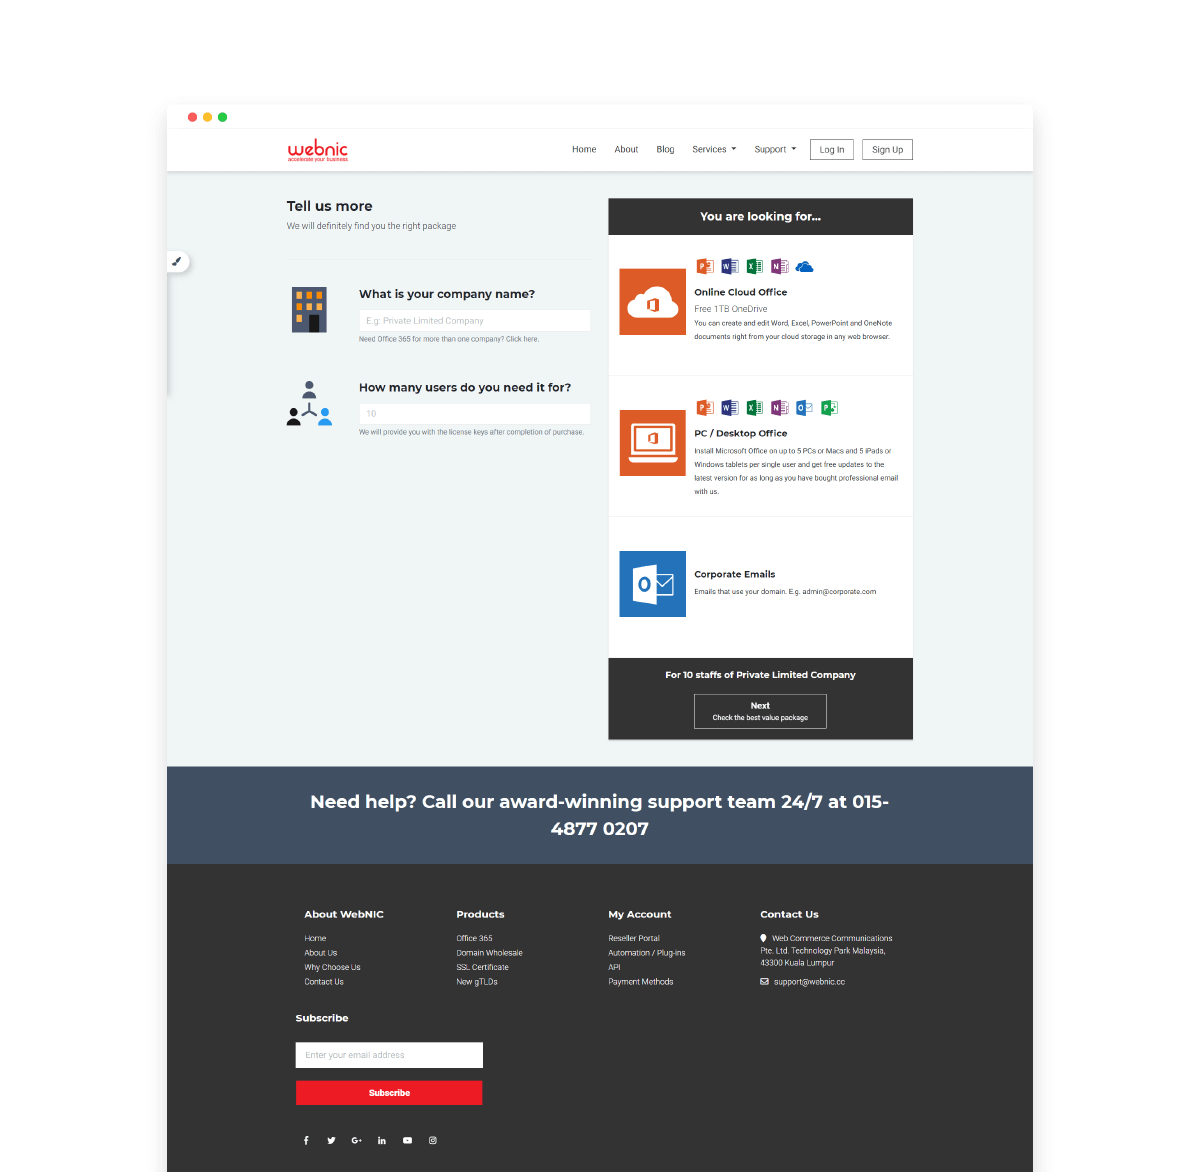 webnic
accelerate your business
Home
About
Blog
Services
Support
Log In
Sign Up
Tell us more
We will definitely find you the right package
What is your company name?
E.g: Private Limited Company
Need Office 365 for more than one company? Click here.
How many users do you need it for?
10
We will provide you with the license keys after completion of purchase.
You are looking for...
Online Cloud Office
Free 1TB OneDrive
You can create and edit Word, Excel, PowerPoint and OneNote
documents right from your cloud storage in any web browser.
PC / Desktop Office
Install Microsoft Office on up to 5 PCs or Macs and 5 iPads or
Windows tablets per single user and get free updates to the
latest version for as long as you have bought professional email
with us.
Corporate Emails
Emails that use your domain. E.g. admin@corporate.com
For 10 staffs of Private Limited Company
Next
Check the best value package
Need help? Call our award-winning support team 24/7 at 015-
4877 0207
About WebNIC
Home
About Us
Why Choose Us
Contact Us
Products
Office 365
Domain Wholesale
SSL Certificate
New gTLDs
My Account
Reseller Portal
Automation / Plug-ins
API
Payment Methods
Contact Us
Web Commerce Communications
Pte. Ltd. Technology Park Malaysia,
43300 Kuala Lumpur
support@webnic.cc
Subscribe
Enter your email address
Subscribe